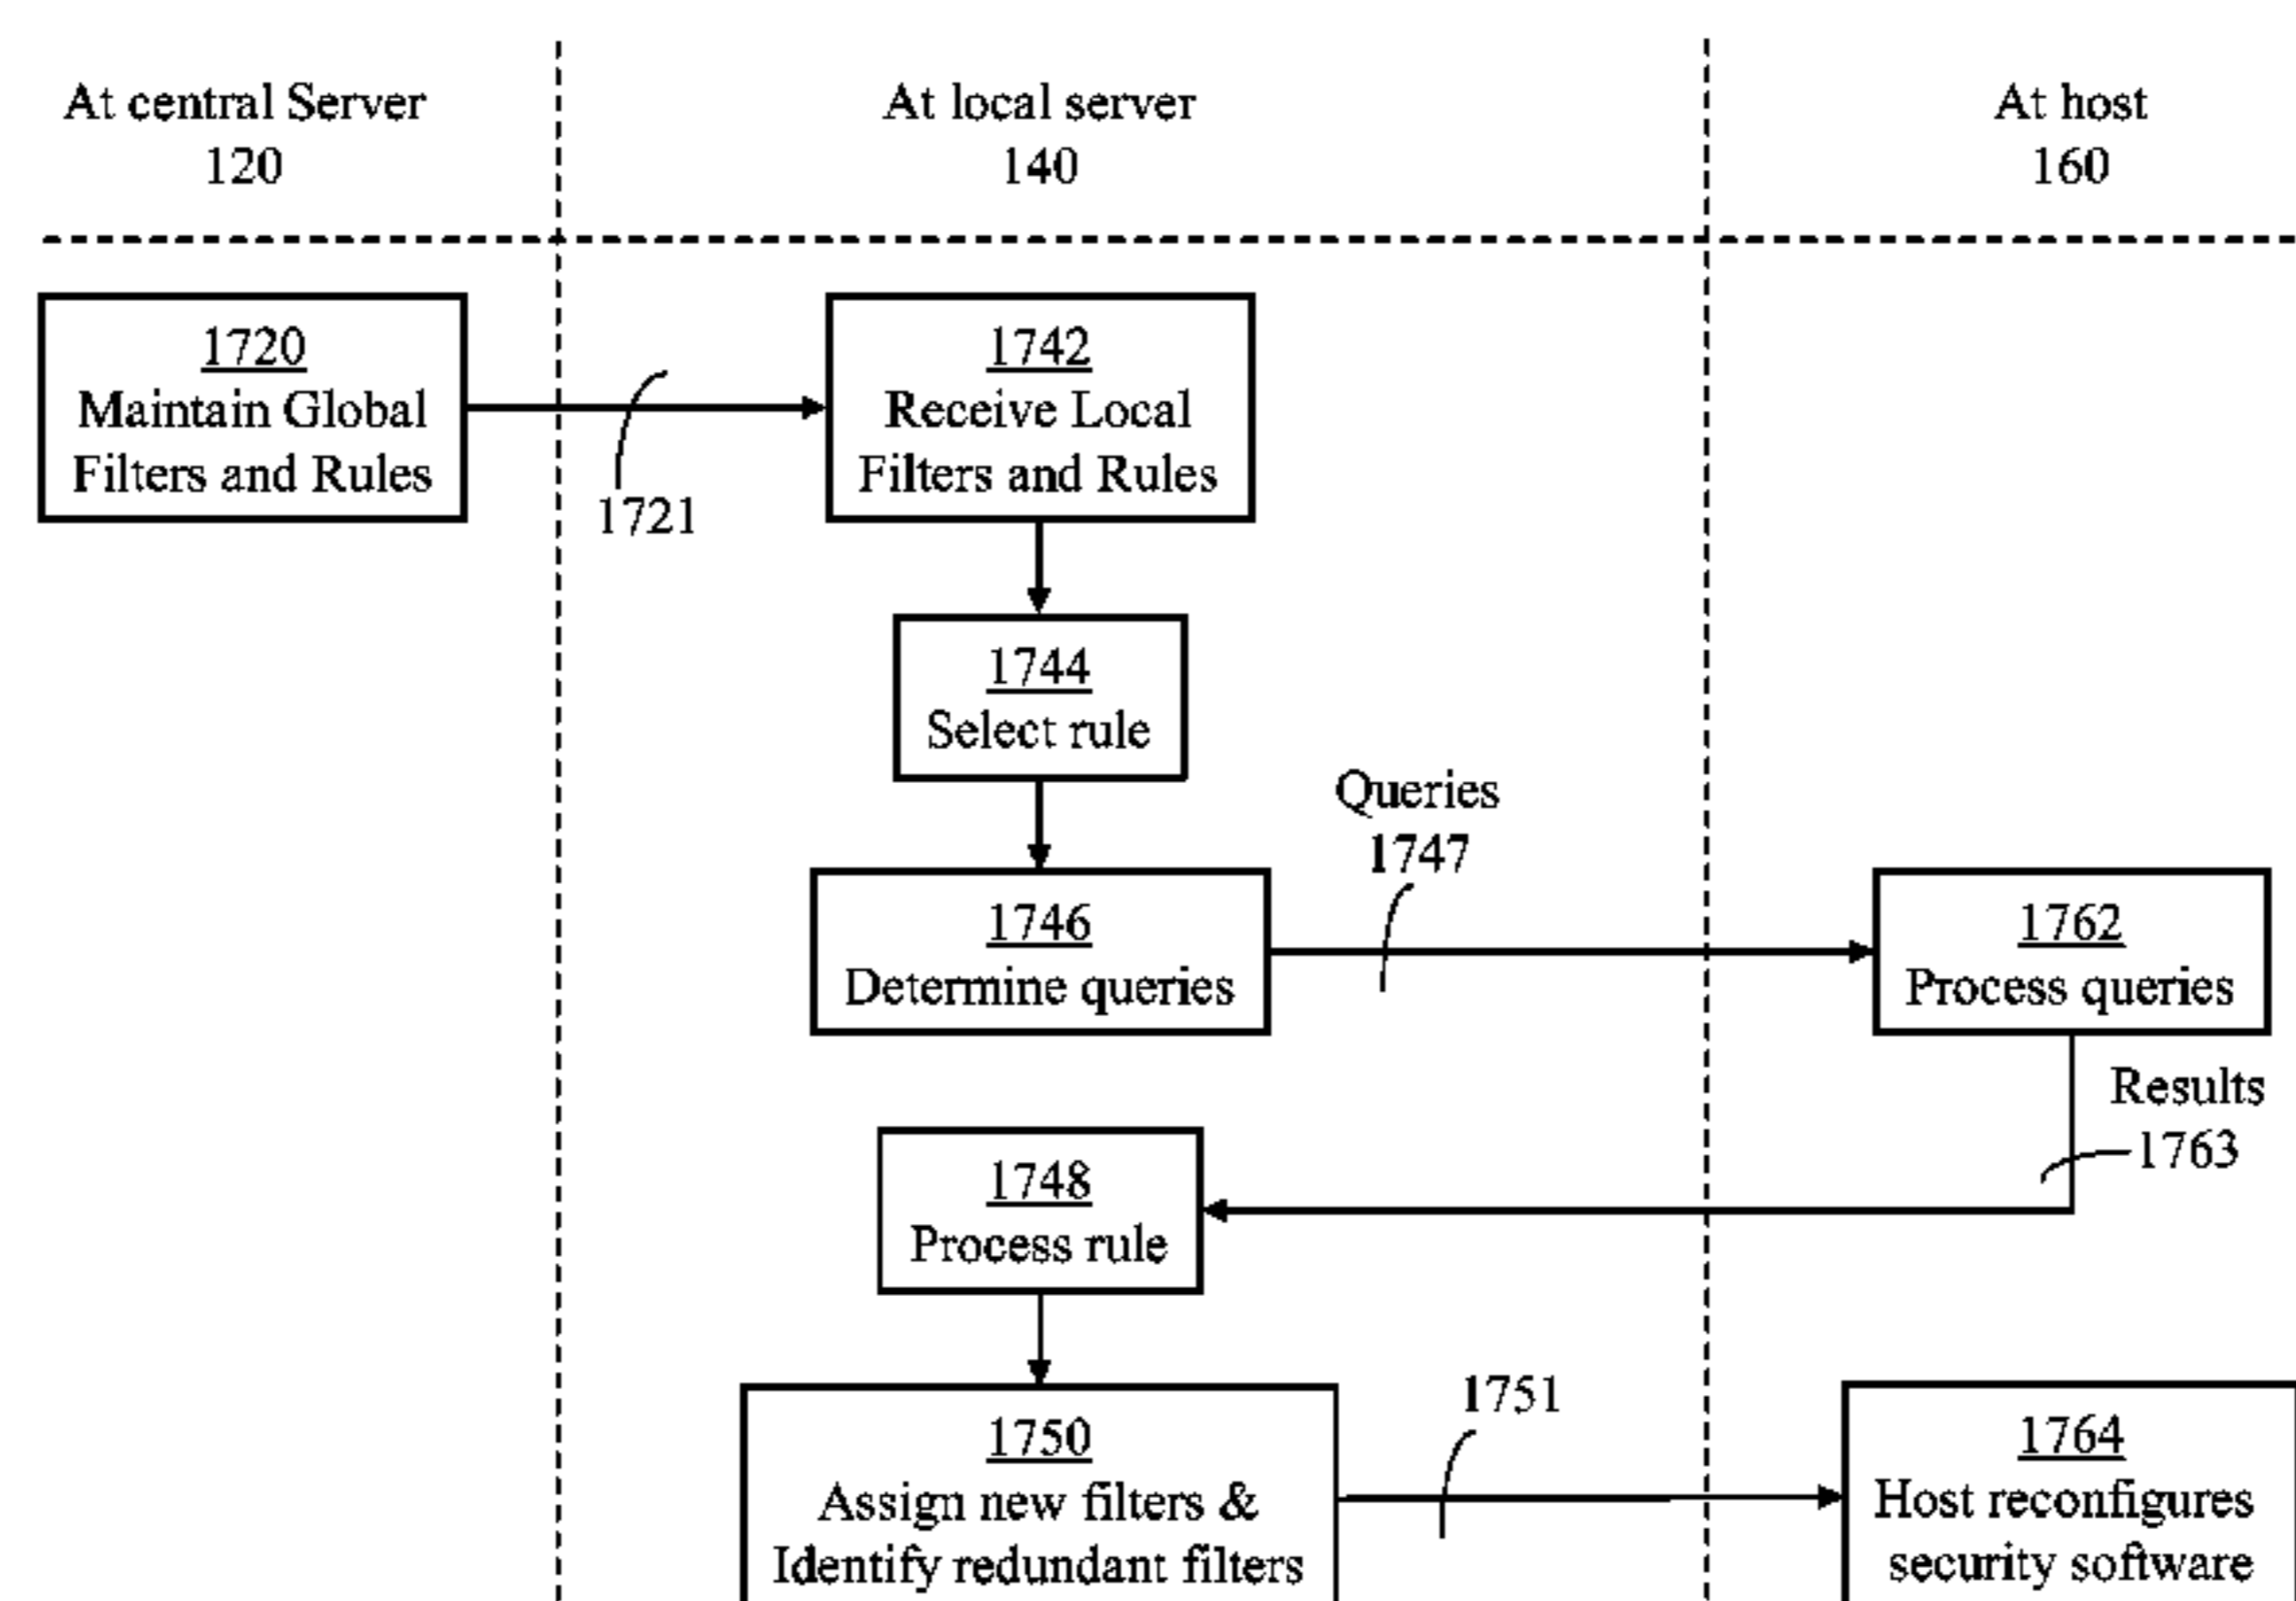 At central Server
120
At local server
140
At host
160
1720
Maintain Global
Filters and Rules
1721
1742
Receive Local
Filters and Rules
1744
Select rule
Queries
1747
1746
Determine queries
1762
Process queries
Results
1763
1748
Process rule
1750
Assign new filters &
Identify redundant filters
1751
1764
Host reconfigures
security software